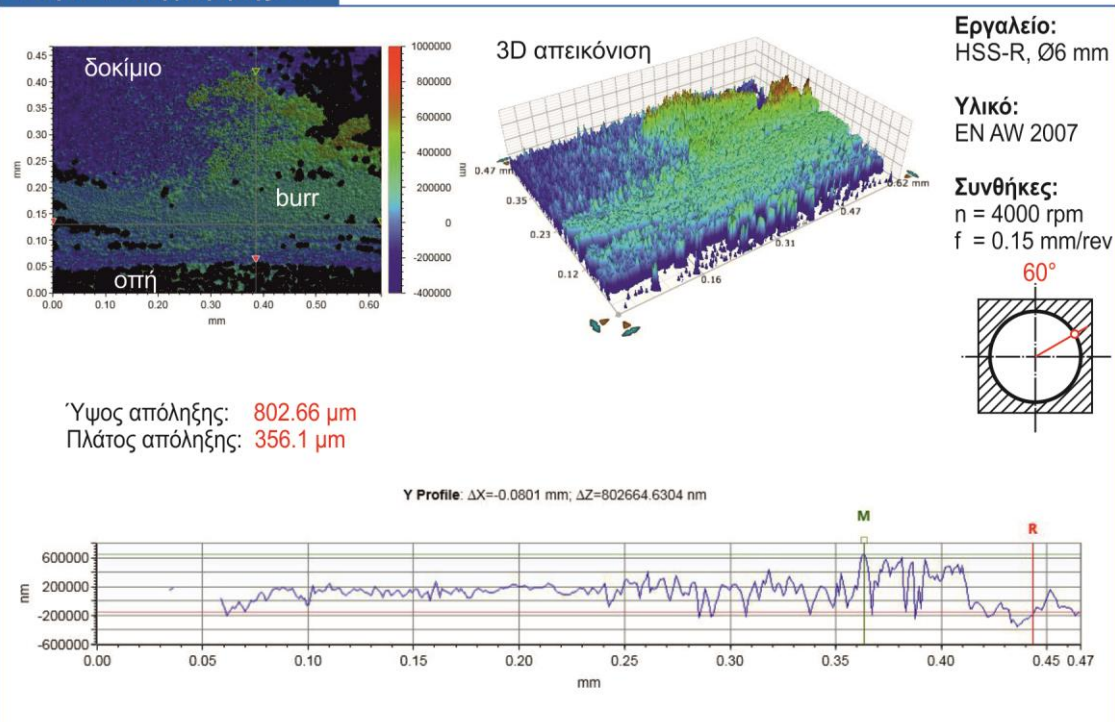 δοκίμιο
burr
οπή
0.45
0.40
0.35
0.30
0.25
0.20
0.15
0.10
0.05
0.00
mm
0.00 0.10 0.20 0.30 0.40 0.50 0.60
mm
1000000
800000
600000
400000
200000
0
-200000
-400000
nm
3D απεικόνιση
0.47 mm
0.35
0.23
0.12
0.16
0.31
0.47
0.62 mm
Εργαλείο:
HSS-R, Ø6 mm
Υλικό:
EN AW 2007
Συνθήκες:
n = 4000 rpm
f = 0.15 mm/rev
60°
Ύψος απόληξης: 802.66 μm
Πλάτος απόληξης: 356.1 μm
Y Profile: ΔX=-0.0801 mm; ΔZ=802664.6304 nm
M
R
600000
200000
-200000
-600000
nm
0.00 0.05 0.10 0.15 0.20 0.25 0.30 0.35 0.40 0.45 0.47
mm